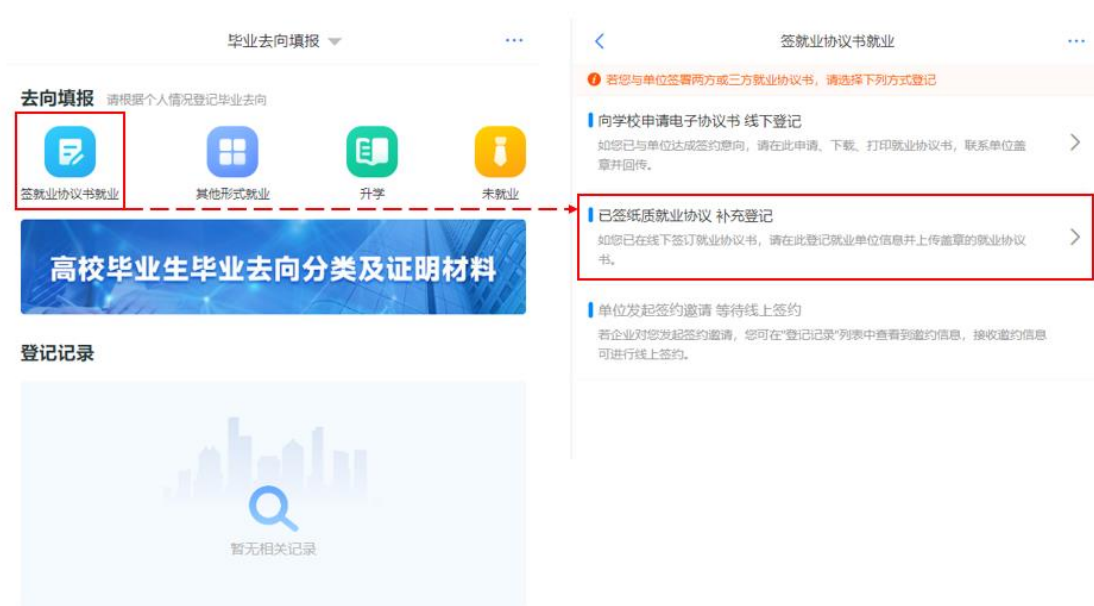 毕业去向填报
去向填报 请根据个人情况登记毕业去向
签就业协议书就业
其他形式就业
升学
未就业
高校毕业生毕业去向分类及证明材料
登记记录
暂无相关记录
签就业协议书就业
若您与单位签署两方或三方就业协议书，请选择下列方式登记
向学校申请电子协议书 线下登记
如您已与单位达成签约意向，请在此申请、下载、打印就业协议书，联系单位盖
章并回传。
已签纸质就业协议 补充登记
如您已在线下签订就业协议书，请在此登记就业单位信息并上传盖章的就业协议
书。
单位发起签约邀请 等待线上签约
若企业对您发起签约邀请，您可在"登记记录"列表中查看到邀约信息，接收邀约信息
可进行线上签约。